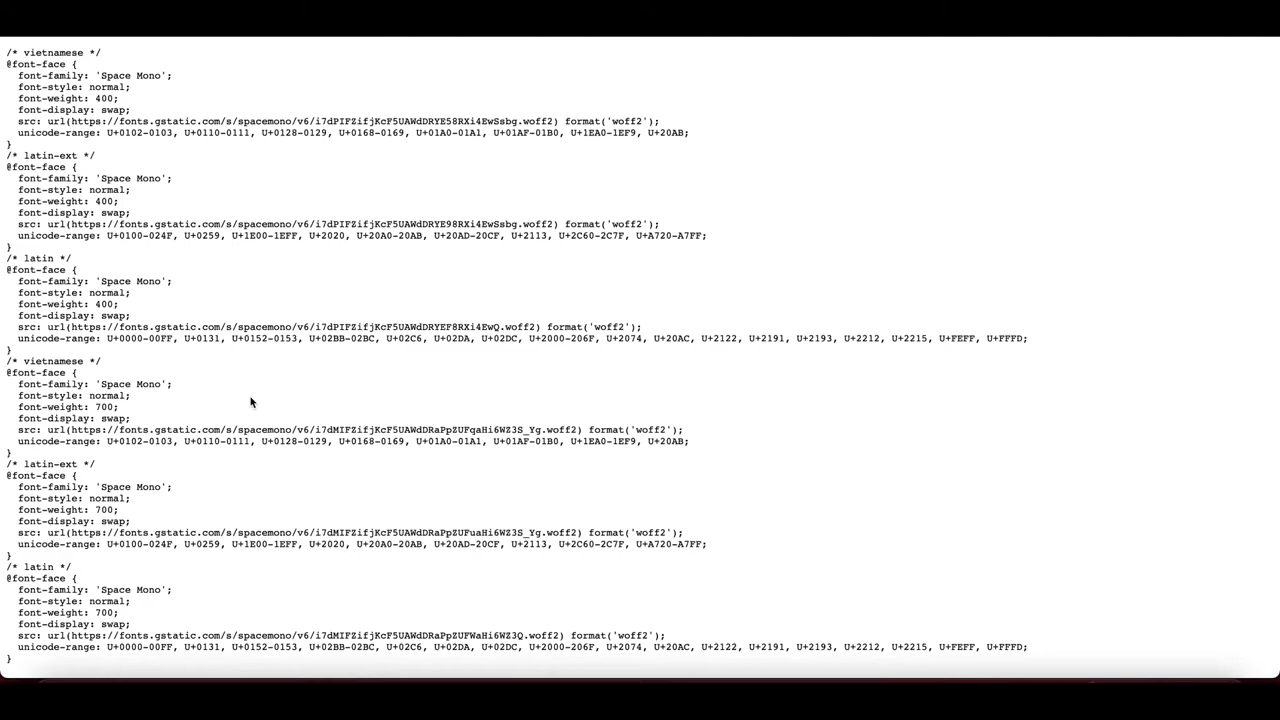 /* vietnamese */
@font-face {
  font-family: 'Space Mono';
  font-style: normal;
  font-weight: 400;
  font-display: swap;
  src: url(https://fonts.gstatic.com/s/spacemono/v6/i7dPIFZifjKcF5UAWdDRYE58RXi4EwSsbg.woff2) format('woff2');
  unicode-range: U+0102-0103, U+0110-0111, U+0128-0129, U+0168-0169, U+01A0-01A1, U+01AF-01B0, U+1EA0-1EF9, U+20AB;
}
/* latin-ext */
@font-face {
  font-family: 'Space Mono';
  font-style: normal;
  font-weight: 400;
  font-display: swap;
  src: url(https://fonts.gstatic.com/s/spacemono/v6/i7dPIFZifjKcF5UAWdDRYE98RXi4EwSsbg.woff2) format('woff2');
  unicode-range: U+0100-024F, U+0259, U+1E00-1EFF, U+2020, U+20A0-20AB, U+20AD-20CF, U+2113, U+2C60-2C7F, U+A720-A7FF;
}
/* latin */
@font-face {
  font-family: 'Space Mono';
  font-style: normal;
  font-weight: 400;
  font-display: swap;
  src: url(https://fonts.gstatic.com/s/spacemono/v6/i7dPIFZifjKcF5UAWdDRYEF8RXi4EwQ.woff2) format('woff2');
  unicode-range: U+0000-00FF, U+0131, U+0152-0153, U+02BB-02BC, U+02C6, U+02DA, U+02DC, U+2000-206F, U+2074, U+20AC, U+2122, U+2191, U+2193, U+2212, U+2215, U+FEFF, U+FFFD;
}
/* vietnamese */
@font-face {
  font-family: 'Space Mono';
  font-style: normal;
  font-weight: 700;
  font-display: swap;
  src: url(https://fonts.gstatic.com/s/spacemono/v6/i7dMIFZifjKcF5UAWdDRaPpZUFqaHi6WZ3S_Yg.woff2) format('woff2');
  unicode-range: U+0102-0103, U+0110-0111, U+0128-0129, U+0168-0169, U+01A0-01A1, U+01AF-01B0, U+1EA0-1EF9, U+20AB;
}
/* latin-ext */
@font-face {
  font-family: 'Space Mono';
  font-style: normal;
  font-weight: 700;
  font-display: swap;
  src: url(https://fonts.gstatic.com/s/spacemono/v6/i7dMIFZifjKcF5UAWdDRaPpZUFuaHi6WZ3S_Yg.woff2) format('woff2');
  unicode-range: U+0100-024F, U+0259, U+1E00-1EFF, U+2020, U+20A0-20AB, U+20AD-20CF, U+2113, U+2C60-2C7F, U+A720-A7FF;
}
/* latin */
@font-face {
  font-family: 'Space Mono';
  font-style: normal;
  font-weight: 700;
  font-display: swap;
  src: url(https://fonts.gstatic.com/s/spacemono/v6/i7dMIFZifjKcF5UAWdDRaPpZUFWaHi6WZ3Q.woff2) format('woff2');
  unicode-range: U+0000-00FF, U+0131, U+0152-0153, U+02BB-02BC, U+02C6, U+02DA, U+02DC, U+2000-206F, U+2074, U+20AC, U+2122, U+2191, U+2193, U+2212, U+2215, U+FEFF, U+FFFD;
}